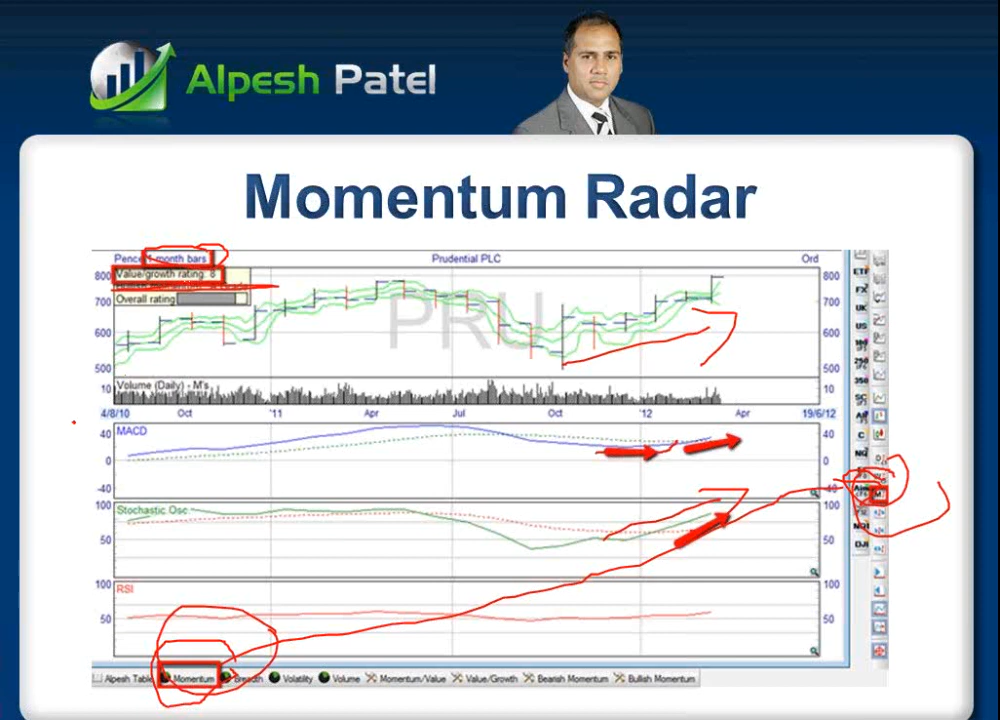 Alpesh Patel
Momentum Radar
Pence 1 month bars Prudential PLC Ord
Value/growth rating: 8
Overall rating
800 800
700 700
600 600
500 500
PRU
10 Volume (Daily) - M's 10
4/8/10 Oct '11 Apr Jul Oct '12 Apr 19/6/12
MACD
40 40
0 0
-40 -40
100 Stochastic Osc 100
50 50
100 RSI 100
50 50
ETF
FX
UK
US
350
SC
C
M
Alpesh Table Momentum Breadth Volatility Volume Momentum/Value Value/Growth Bearish Momentum Bullish Momentum